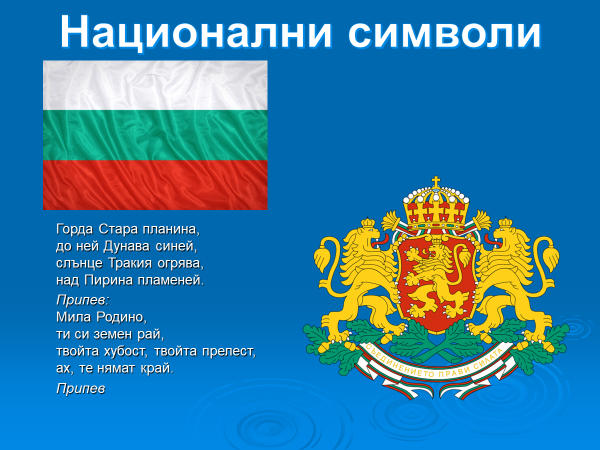 Национални символи
Горда Стара планина,
до ней Дунава синей,
слънце Тракия огрява,
над Пирина пламеней.
Припев:
Мила Родино,
ти си земен рай,
твойта хубост, твойта прелест,
ах, те нямат край.
Припев
СЪЕДИНЕНИЕТО ПРАВИ СИЛАТА